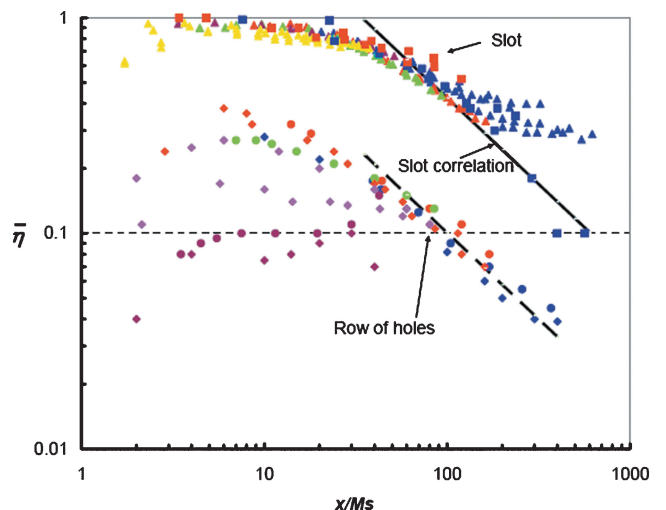 1
Slot
Slot correlation
η̅
0.1
Row of holes
0.01
1
10
100
1000
x/Ms